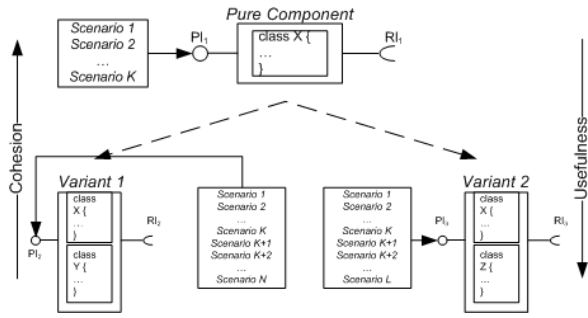 Pure Component
Scenario 1
Scenario 2
...
Scenario K
PI1
class X {
...
}
RI1
Cohesion
Usefulness
Variant 1
class
X {
...
}
class
Y {
...
}
PI2
RI2
Scenario 1
Scenario 2
...
Scenario K
Scenario K+1
Scenario K+2
...
Scenario N
Scenario 1
Scenario 2
...
Scenario K
Scenario K+1
Scenario K+2
...
Scenario L
Variant 2
PI3
class
X {
...
}
class
Z {
...
}
RI3